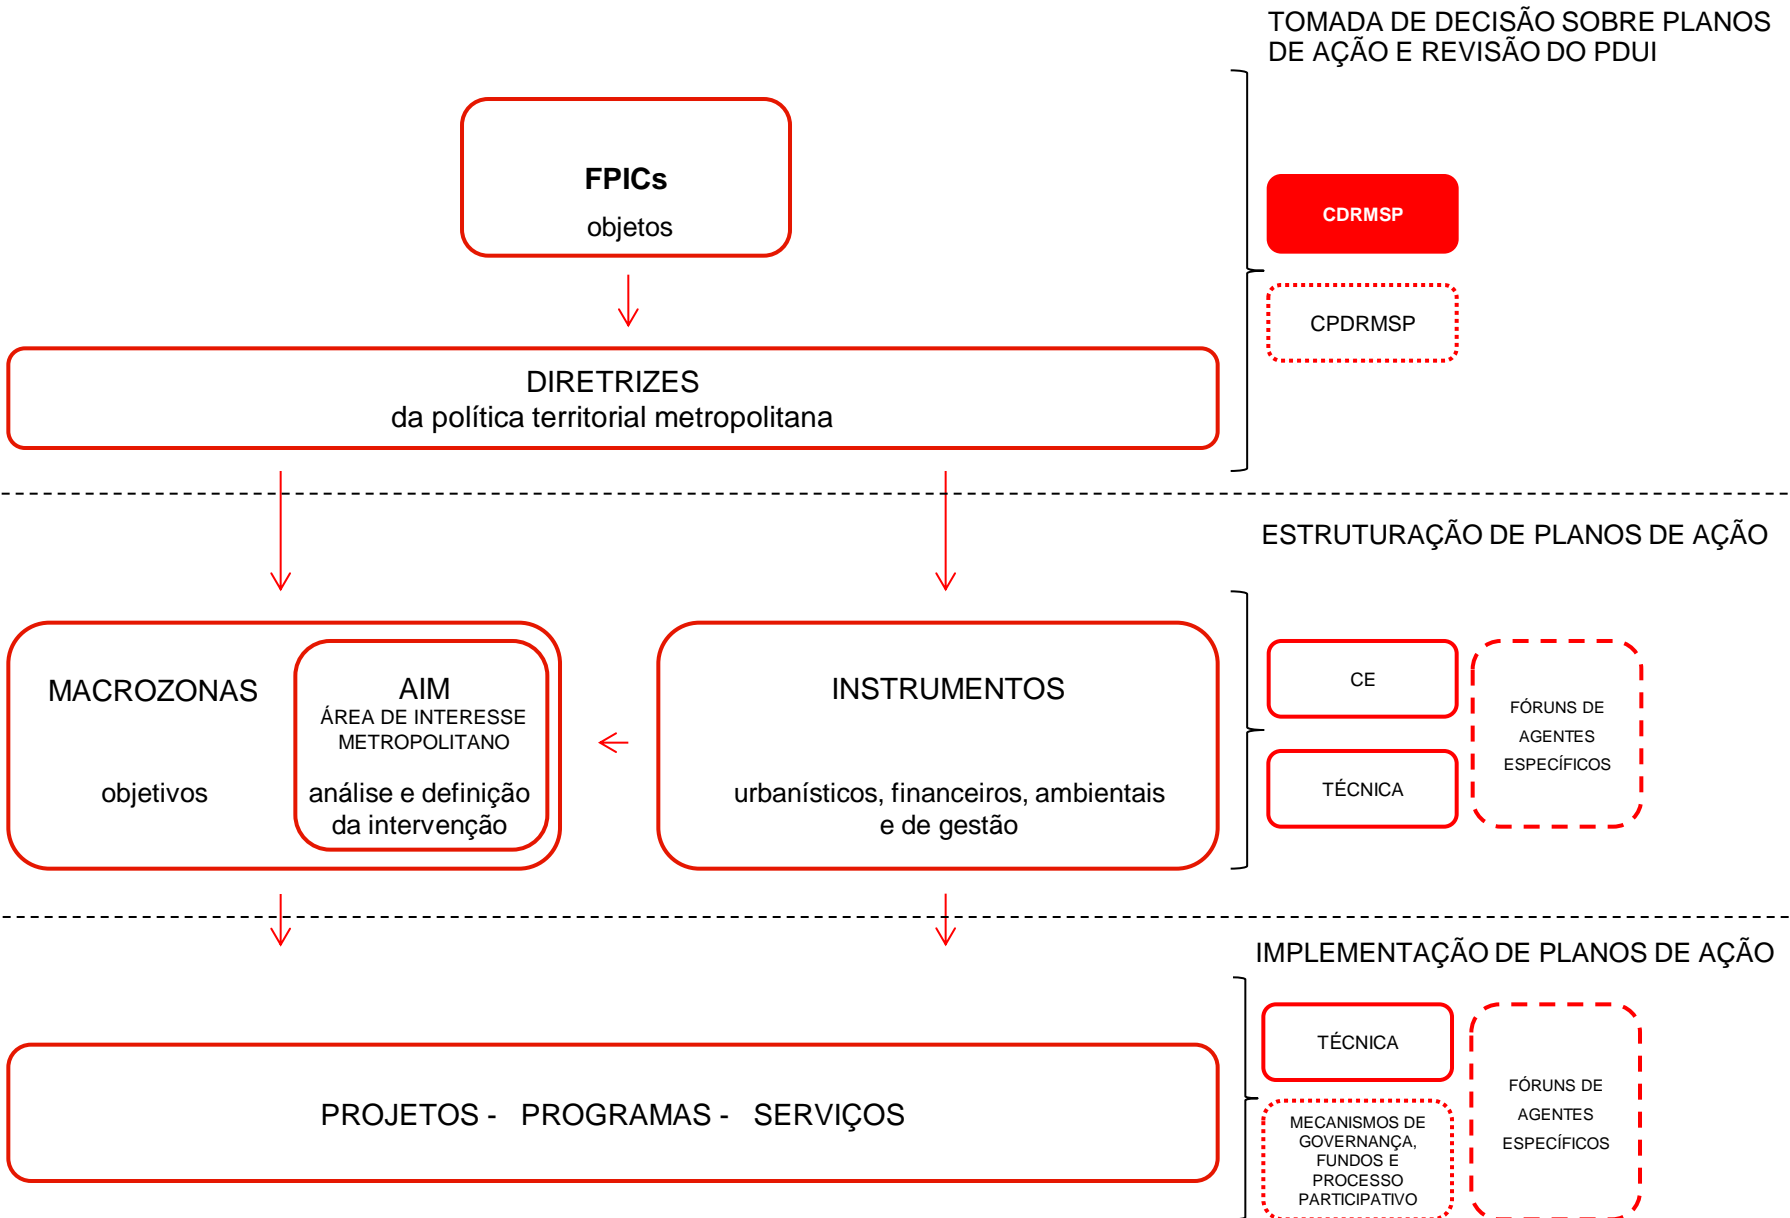 TOMADA DE DECISÃO SOBRE PLANOS
DE AÇÃO E REVISÃO DO PDUI
FPICs
objetos
CDRMSP
CPDRMSP
DIRETRIZES
da política territorial metropolitana
ESTRUTURAÇÃO DE PLANOS DE AÇÃO
MACROZONAS
objetivos
AIM
ÁREA DE INTERESSE
METROPOLITANO
análise e definição
da intervenção
INSTRUMENTOS
urbanísticos, financeiros, ambientais
e de gestão
CE
TÉCNICA
FÓRUNS DE
AGENTES
ESPECÍFICOS
IMPLEMENTAÇÃO DE PLANOS DE AÇÃO
PROJETOS - PROGRAMAS - SERVIÇOS
TÉCNICA
MECANISMOS DE
GOVERNANÇA,
FUNDOS E
PROCESSO
PARTICIPATIVO
FÓRUNS DE
AGENTES
ESPECÍFICOS